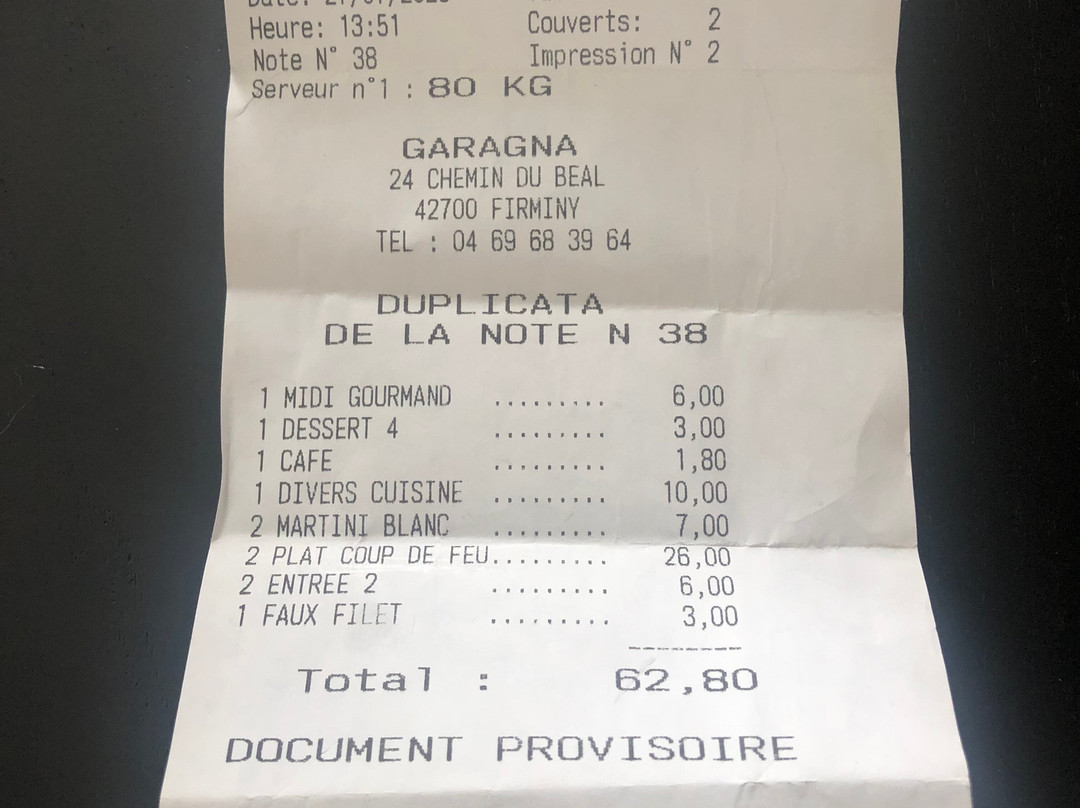 Heure: 13:51 Couverts: 2
Note N° 38 Impression N° 2
Serveur n°1 : 80 KG
GARAGNA
24 CHEMIN DU BEAL
42700 FIRMINY
TEL : 04 69 68 39 64
DUPLICATA
DE LA NOTE N 38
1 MIDI GOURMAND ......... 6,00
1 DESSERT 4 ......... 3,00
1 CAFE ......... 1,80
1 DIVERS CUISINE ......... 10,00
2 MARTINI BLANC ......... 7,00
2 PLAT COUP DE FEU......... 26,00
2 ENTREE 2 ......... 6,00
1 FAUX FILET ......... 3,00
----------
Total : 62,80
DOCUMENT PROVISOIRE